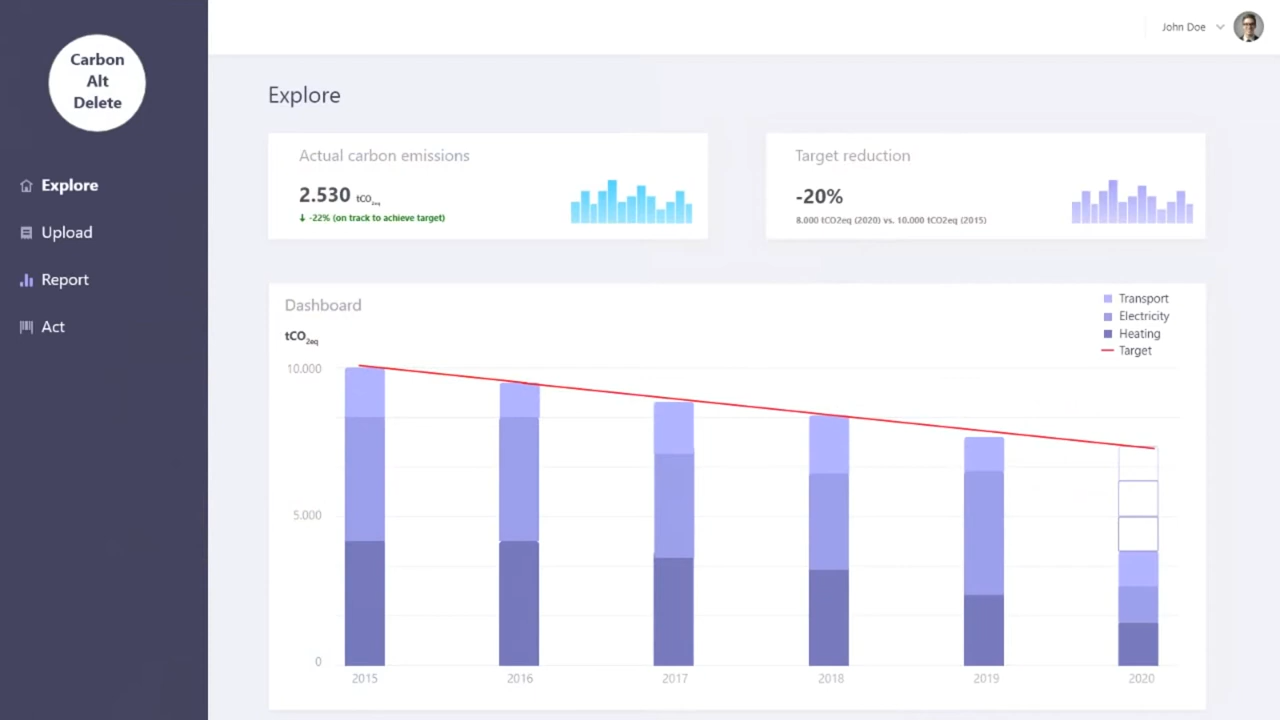 Carbon
Alt
Delete
Explore
Upload
Report
Act
John Doe
Explore
Actual carbon emissions
2.530 tCO2eq
↓ -22% (on track to achieve target)
Target reduction
-20%
8.000 tCO2eq (2020) vs. 10.000 tCO2eq (2015)
Dashboard
tCO2eq
Transport
Electricity
Heating
Target
10.000
5.000
0
2015 2016 2017 2018 2019 2020